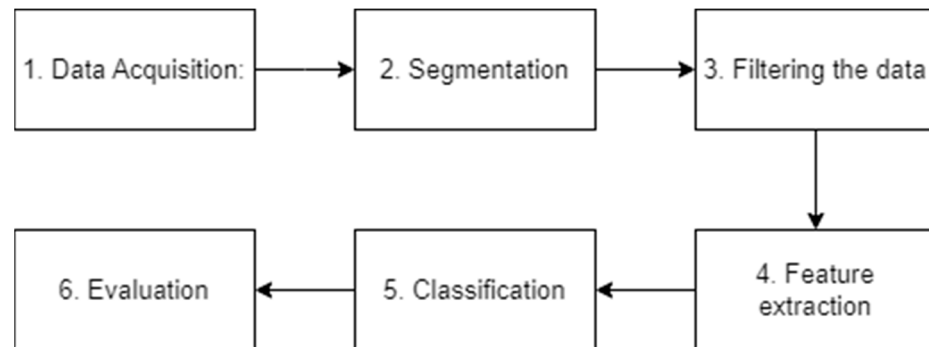 1. Data Acquisition:
2. Segmentation
3. Filtering the data
4. Feature
extraction
5. Classification
6. Evaluation